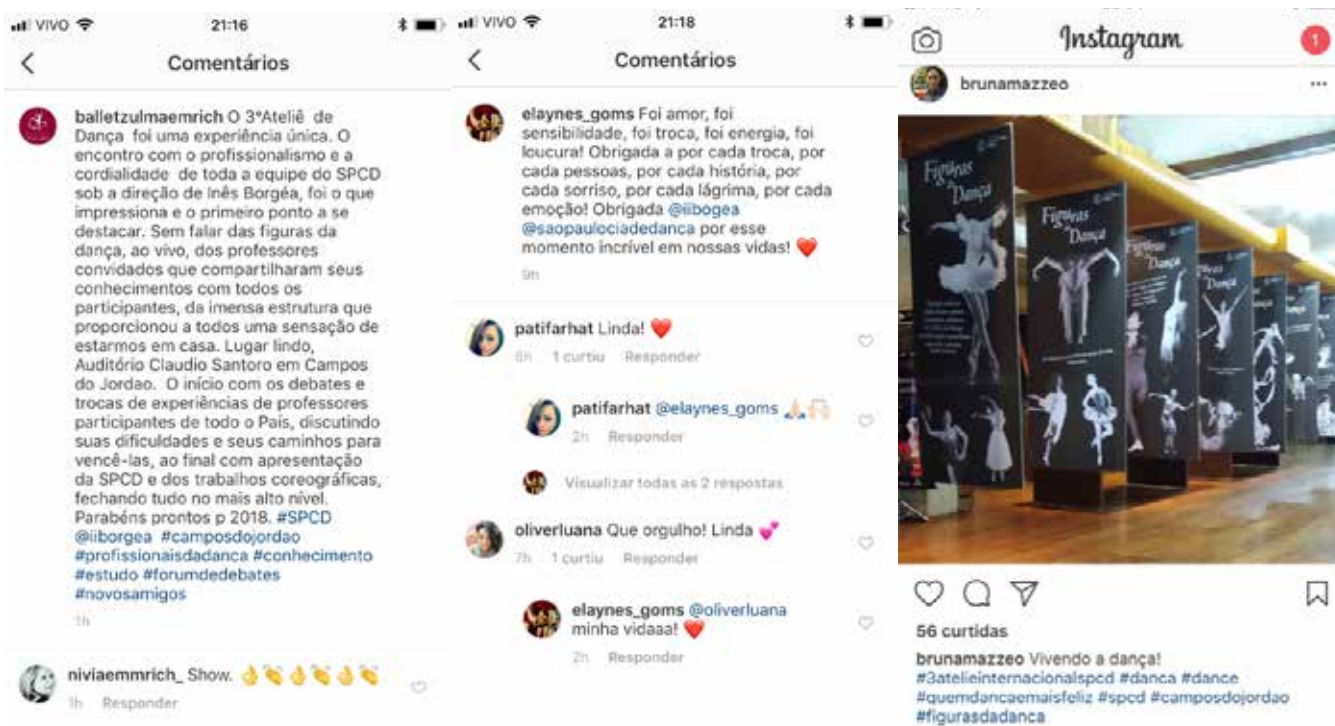 VIVO
21:16
Comentários
balletzulmaemrich O 3ºAteliê de
Dança foi uma experiência única. O
encontro com o profissionalismo e a
cordialidade de toda a equipe do SPCD
sob a direção de Inês Borgéa, foi o que
impressiona e o primeiro ponto a se
destacar. Sem falar das figuras da
dança, ao vivo, dos professores
convidados que compartilharam seus
conhecimentos com todos os
participantes, da imensa estrutura que
proporcionou a todos uma sensação de
estarmos em casa. Lugar lindo,
Auditório Claudio Santoro em Campos
do Jordao. O início com os debates e
trocas de experiências de professores
participantes de todo o País, discutindo
suas dificuldades e seus caminhos para
vencê-las, ao final com apresentação
da SPCD e dos trabalhos coreográficas,
fechando tudo no mais alto nível.
Parabéns prontos p 2018. #SPCD
@iiborgea #camposdojordao
#profissionaisdadanca #conhecimento
#estudo #forumdedebates
#novosamigos
1h
niviaemmrich_ Show.
1h Responder
VIVO
21:18
Comentários
elaynes_goms Foi amor, foi
sensibilidade, foi troca, foi energia, foi
loucura! Obrigada a por cada troca, por
cada pessoas, por cada história, por
cada sorriso, por cada lágrima, por cada
emoção! Obrigada @iibogea
@saopaulociadedanca por esse
momento incrível em nossas vidas! ❤️
9h
patifarhat Linda! ❤️
6h 1 curtiu Responder
patifarhat @elaynes_goms
2h Responder
Visualizar todas as 2 respostas
oliverluana Que orgulho! Linda 💕
7h 1 curtiu Responder
elaynes_goms @oliverluana
minha vidaaa! ❤️
2h Responder
Instagram
1
brunamazzeo
Figuras
Dança
Figuras
Dança
Figuras
Dança
Figuras
Dança
56 curtidas
brunamazzeo Vivendo a dança!
#3atelieinternacionalspcd #danca #dance
#quemdancaemaisfeliz #spcd #camposdojordao
#figurasdadanca